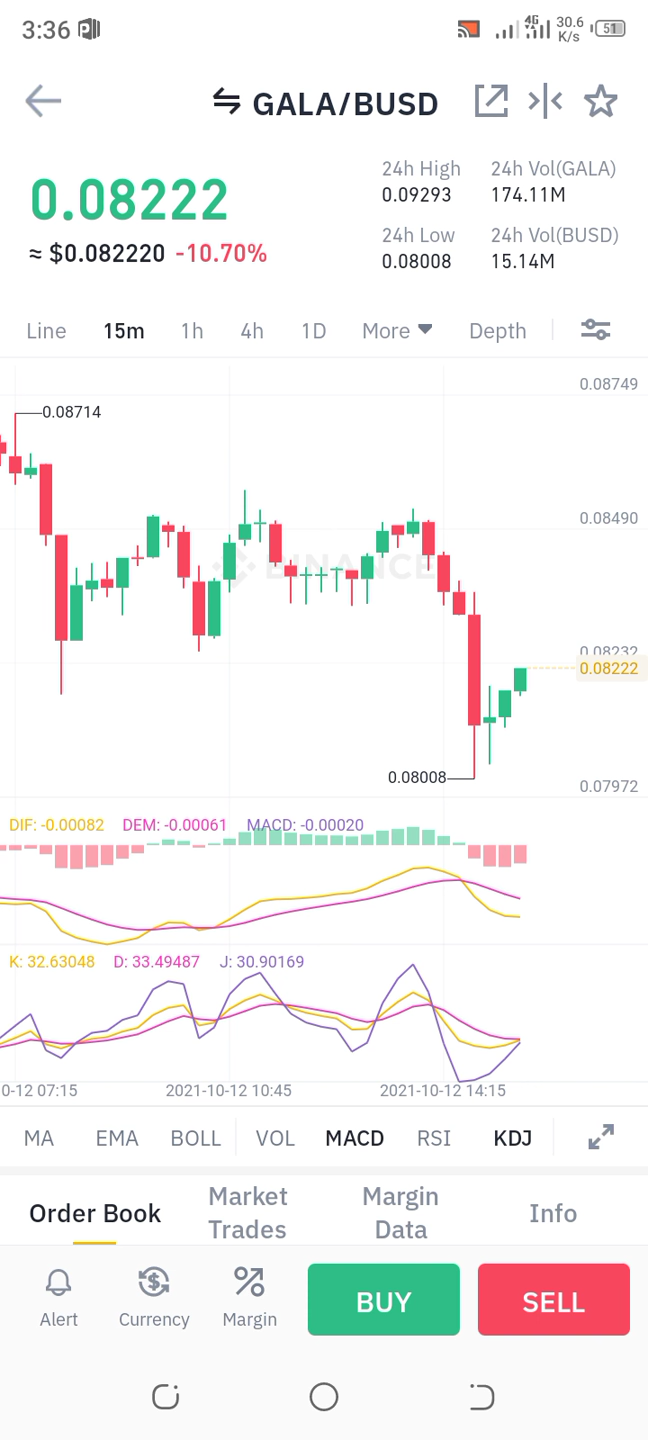 3:36
4G
30.6
K/s
51
GALA/BUSD
0.08222
≈ $0.082220 -10.70%
24h High
0.09293
24h Vol(GALA)
174.11M
24h Low
0.08008
24h Vol(BUSD)
15.14M
Line 15m 1h 4h 1D More Depth
0.08749
0.08714
0.08490
BINANCE
0.08232
0.08222
0.08008
0.07972
DIF: -0.00082 DEM: -0.00061 MACD: -0.00020
K: 32.63048 D: 33.49487 J: 30.90169
0-12 07:15 2021-10-12 10:45 2021-10-12 14:15
MA EMA BOLL VOL MACD RSI KDJ
Order Book
Market
Trades
Margin
Data
Info
Alert
Currency
Margin
BUY
SELL